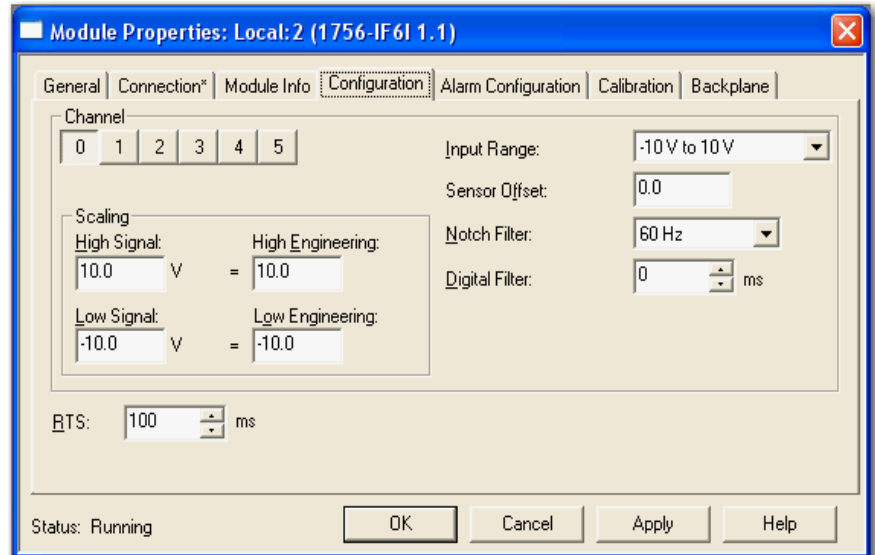 Module Properties: Local:2 (1756-IF6I 1.1)
General Connection* Module Info Configuration Alarm Configuration Calibration Backplane
Channel
0 1 2 3 4 5
Input Range: -10 V to 10 V
Sensor Offset: 0.0
Scaling
High Signal: High Engineering:
10.0 V = 10.0
Notch Filter: 60 Hz
Digital Filter: 0 ms
Low Signal: Low Engineering:
-10.0 V = -10.0
RTS: 100 ms
Status: Running OK Cancel Apply Help